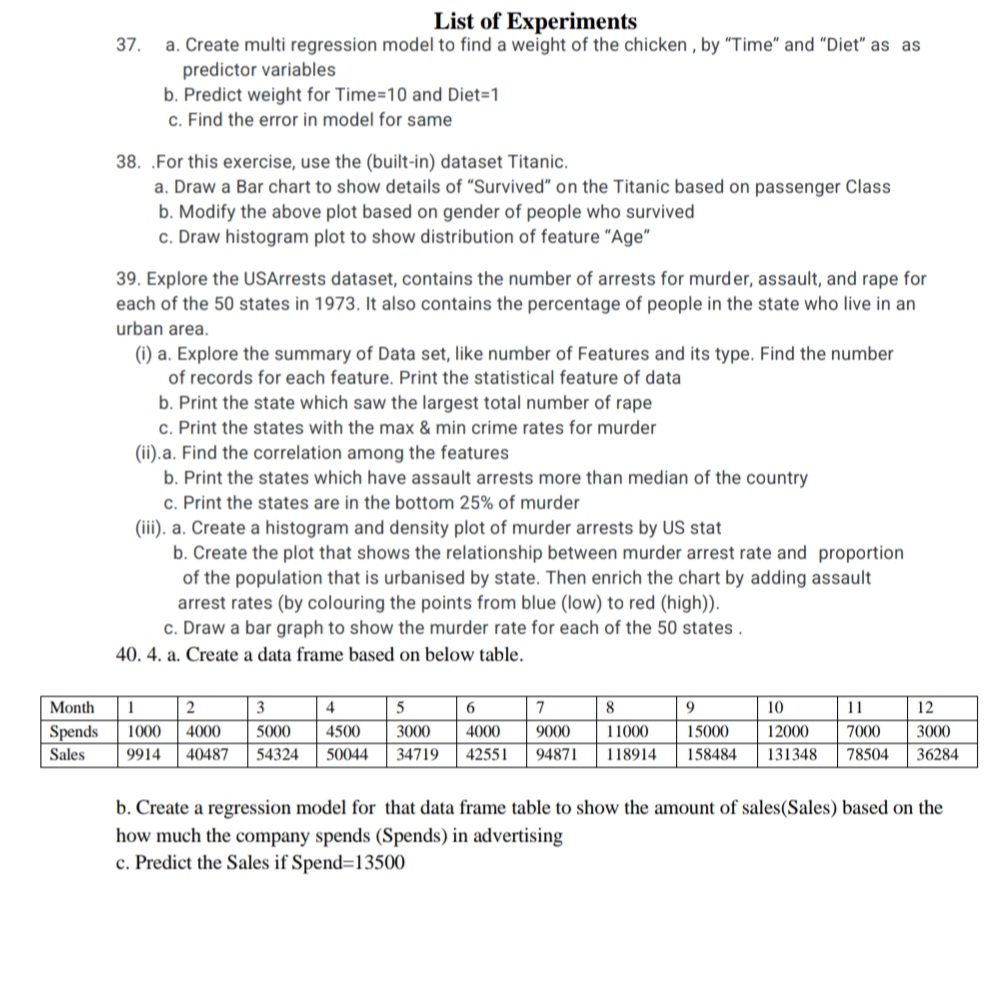 List of Experiments
37. a. Create multi regression model to find a weight of the chicken , by “Time” and “Diet” as as
predictor variables
b. Predict weight for Time=10 and Diet=1
c. Find the error in model for same
38. .For this exercise, use the (built-in) dataset Titanic.
a. Draw a Bar chart to show details of “Survived” on the Titanic based on passenger Class
b. Modify the above plot based on gender of people who survived
c. Draw histogram plot to show distribution of feature “Age”
39. Explore the USArrests dataset, contains the number of arrests for murder, assault, and rape for
each of the 50 states in 1973. It also contains the percentage of people in the state who live in an
urban area.
(i) a. Explore the summary of Data set, like number of Features and its type. Find the number
of records for each feature. Print the statistical feature of data
b. Print the state which saw the largest total number of rape
c. Print the states with the max & min crime rates for murder
(ii).a. Find the correlation among the features
b. Print the states which have assault arrests more than median of the country
c. Print the states are in the bottom 25% of murder
(iii). a. Create a histogram and density plot of murder arrests by US stat
b. Create the plot that shows the relationship between murder arrest rate and proportion
of the population that is urbanised by state. Then enrich the chart by adding assault
arrest rates (by colouring the points from blue (low) to red (high)).
c. Draw a bar graph to show the murder rate for each of the 50 states .
40. 4. a. Create a data frame based on below table.
Month 1 2 3 4 5 6 7 8 9 10 11 12
Spends 1000 4000 5000 4500 3000 4000 9000 11000 15000 12000 7000 3000
Sales 9914 40487 54324 50044 34719 42551 94871 118914 158484 131348 78504 36284
b. Create a regression model for that data frame table to show the amount of sales(Sales) based on the
how much the company spends (Spends) in advertising
c. Predict the Sales if Spend=13500